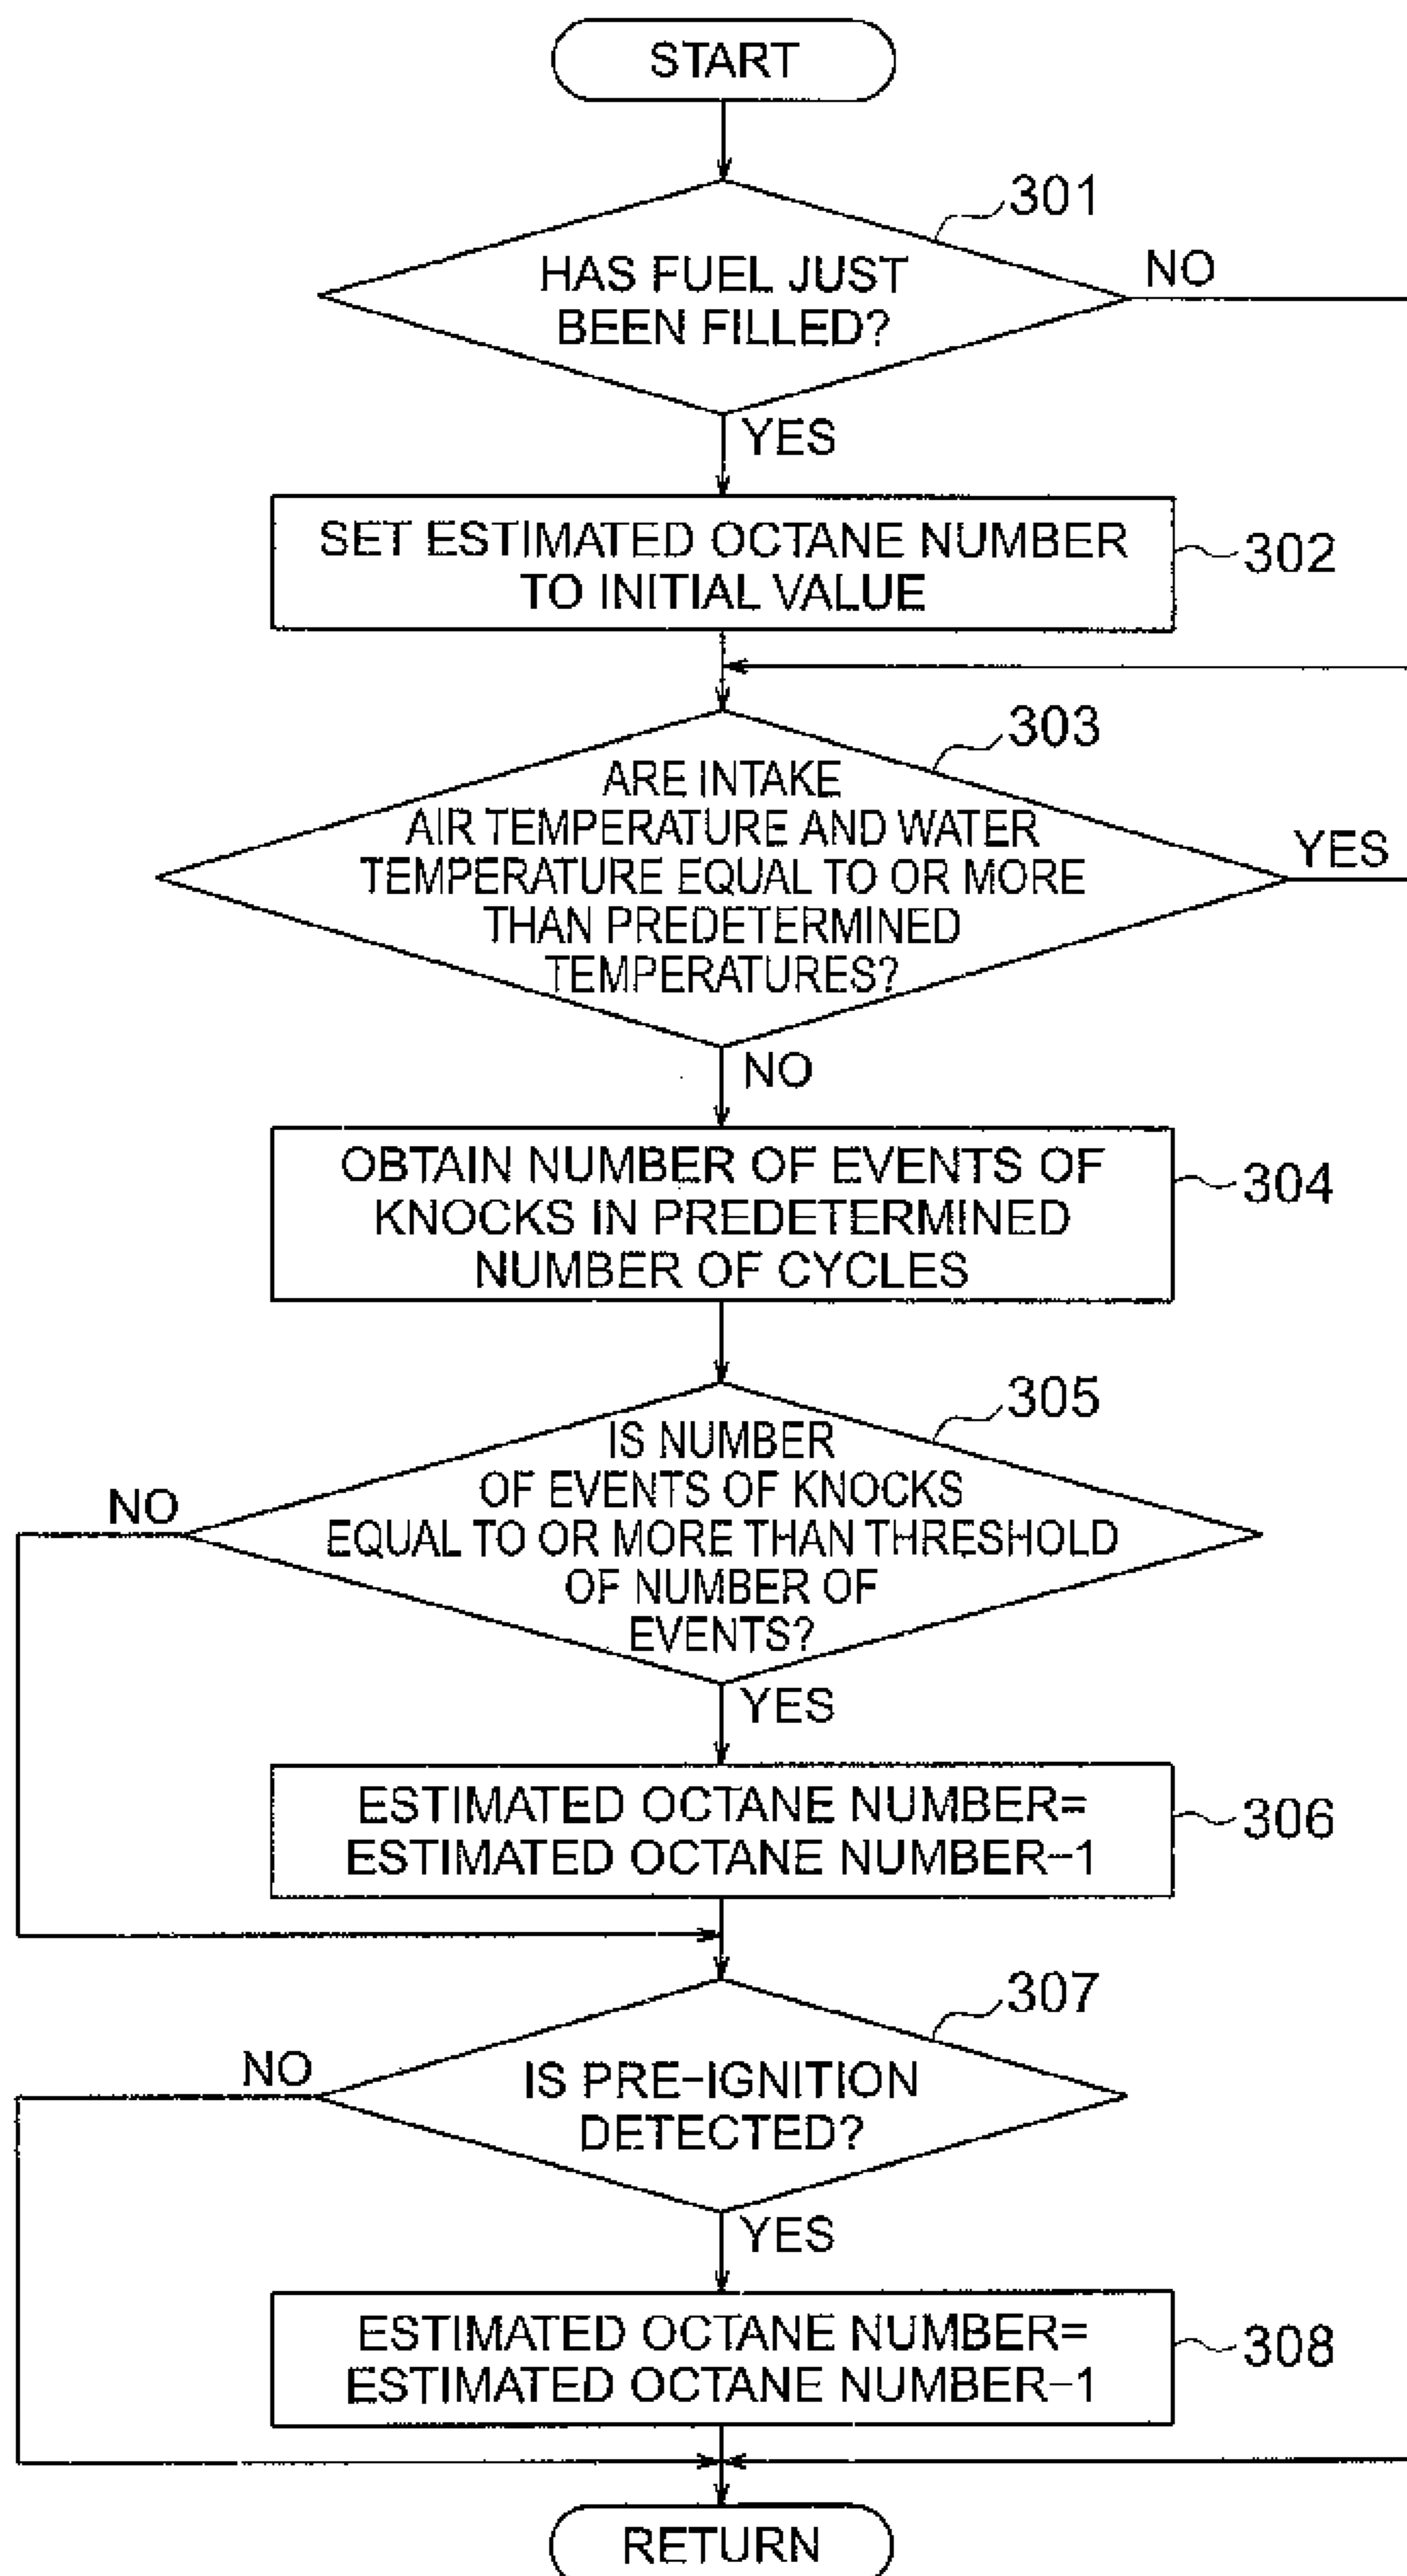 START
301
HAS FUEL JUST
BEEN FILLED?
NO
YES
SET ESTIMATED OCTANE NUMBER
TO INITIAL VALUE
302
303
ARE INTAKE
AIR TEMPERATURE AND WATER
TEMPERATURE EQUAL TO OR MORE
THAN PREDETERMINED
TEMPERATURES?
YES
NO
OBTAIN NUMBER OF EVENTS OF
KNOCKS IN PREDETERMINED
NUMBER OF CYCLES
304
305
IS NUMBER
OF EVENTS OF KNOCKS
EQUAL TO OR MORE THAN THRESHOLD
OF NUMBER OF
EVENTS?
NO
YES
ESTIMATED OCTANE NUMBER=
ESTIMATED OCTANE NUMBER-1
306
307
IS PRE-IGNITION
DETECTED?
NO
YES
ESTIMATED OCTANE NUMBER=
ESTIMATED OCTANE NUMBER-1
308
RETURN